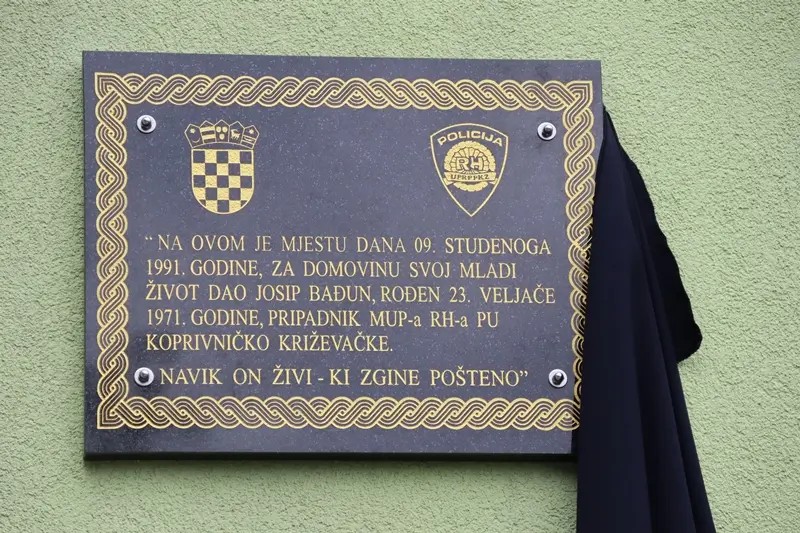 POLICIJA
RH
“NA OVOM JE MJESTU DANA 09. STUDENOGA
1991. GODINE, ZA DOMOVINU SVOJ MLADI
ŽIVOT DAO JOSIP BAĐUN, ROĐEN 23. VELJAČE
1971. GODINE, PRIPADNIK MUP-a RH-a PU
KOPRIVNIČKO KRIŽEVAČKE.
NAVIK ON ŽIVI - KI ZGINE POŠTENO”